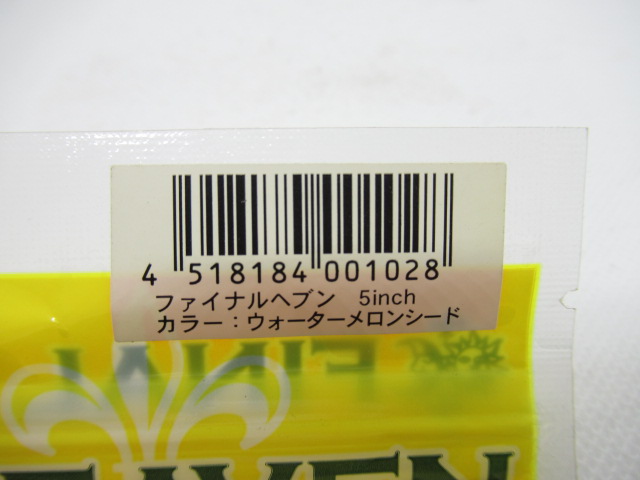 4 518184 001028
ファイナルヘブン 5inch
カラー：ウォーターメロンシード
FINAL